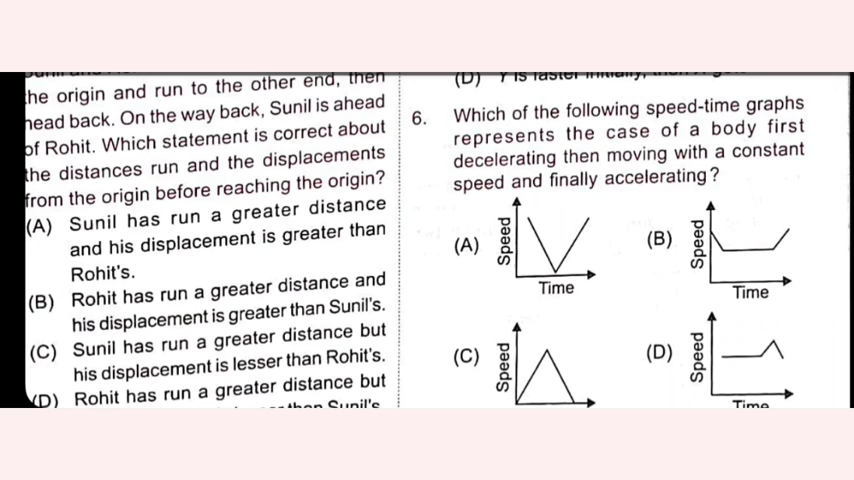 the origin and run to the other end, then
head back. On the way back, Sunil is ahead
of Rohit. Which statement is correct about
the distances run and the displacements
from the origin before reaching the origin?
(A) Sunil has run a greater distance
and his displacement is greater than
Rohit's.
(B) Rohit has run a greater distance and
his displacement is greater than Sunil's.
(C) Sunil has run a greater distance but
his displacement is lesser than Rohit's.
(D) Rohit has run a greater distance but
Sunil's
(D) Y is faster initially,
6. Which of the following speed-time graphs
represents the case of a body first
decelerating then moving with a constant
speed and finally accelerating?
(A) Speed
Time
(B) Speed
Time
(C) Speed
(D) Speed
Time